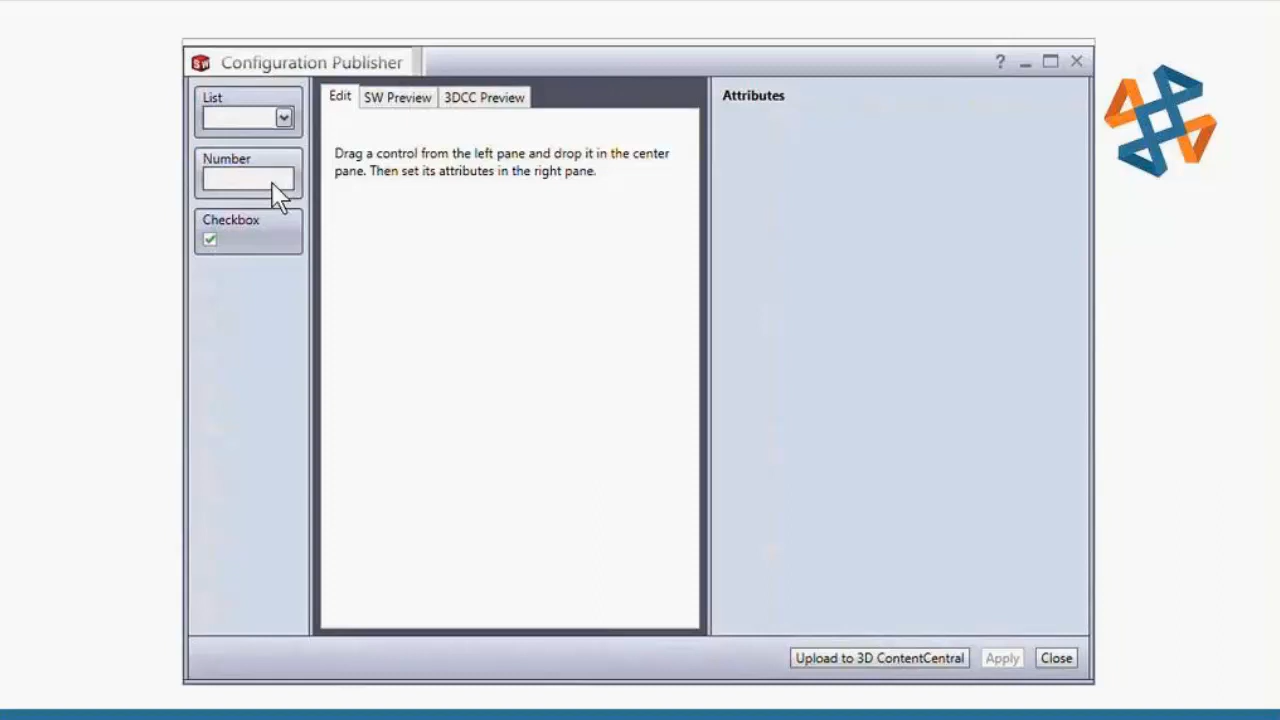 SW Configuration Publisher
?
List
Number
Checkbox
Edit SW Preview 3DCC Preview
Drag a control from the left pane and drop it in the center
pane. Then set its attributes in the right pane.
Attributes
Upload to 3D ContentCentral Apply Close